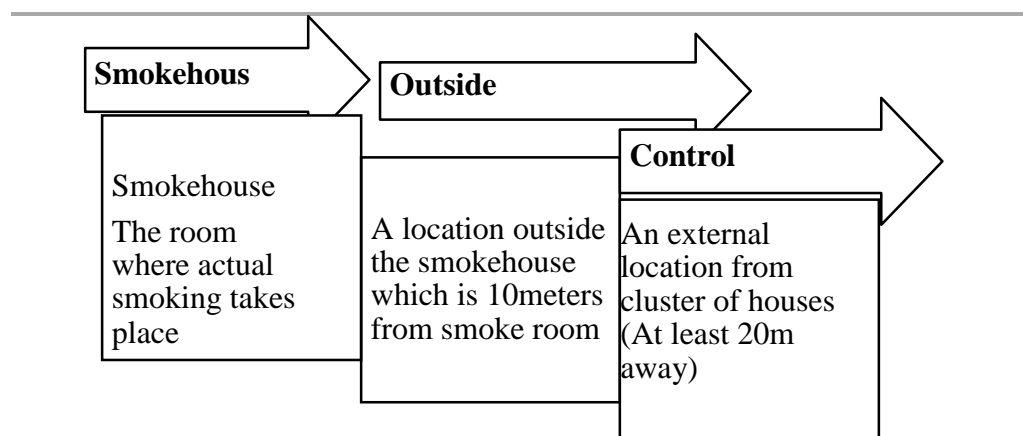 Smokehous
Smokehouse
The room
where actual
smoking takes
place
Outside
A location outside
the smokehouse
which is 10meters
from smoke room
Control
An external
location from
cluster of houses
(At least 20m
away)